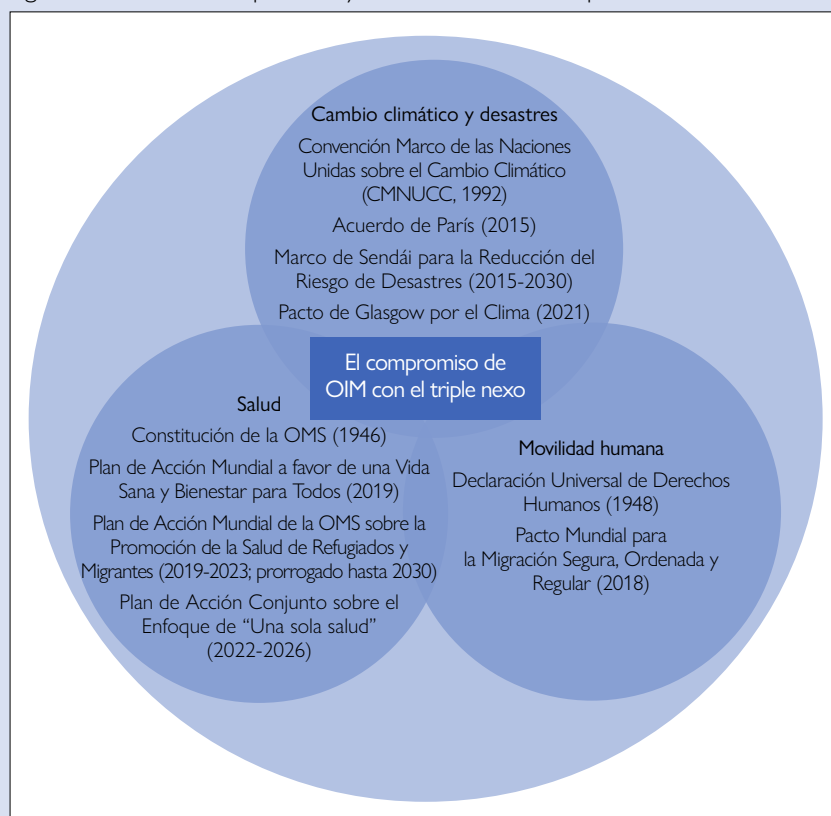 Cambio climático y desastres
Convención Marco de las Naciones
Unidas sobre el Cambio Climático
(CMNUCC, 1992)
Acuerdo de París (2015)
Marco de Sendái para la Reducción del
Riesgo de Desastres (2015-2030)
Pacto de Glasgow por el Clima (2021)
El compromiso de
OIM con el triple nexo
Salud
Constitución de la OMS (1946)
Plan de Acción Mundial a favor de una Vida
Sana y Bienestar para Todos (2019)
Plan de Acción Mundial de la OMS sobre la
Promoción de la Salud de Refugiados y
Migrantes (2019-2023; prorrogado hasta 2030)
Plan de Acción Conjunto sobre el
Enfoque de “Una sola salud”
(2022-2026)
Movilidad humana
Declaración Universal de Derechos
Humanos (1948)
Pacto Mundial para
la Migración Segura, Ordenada y
Regular (2018)